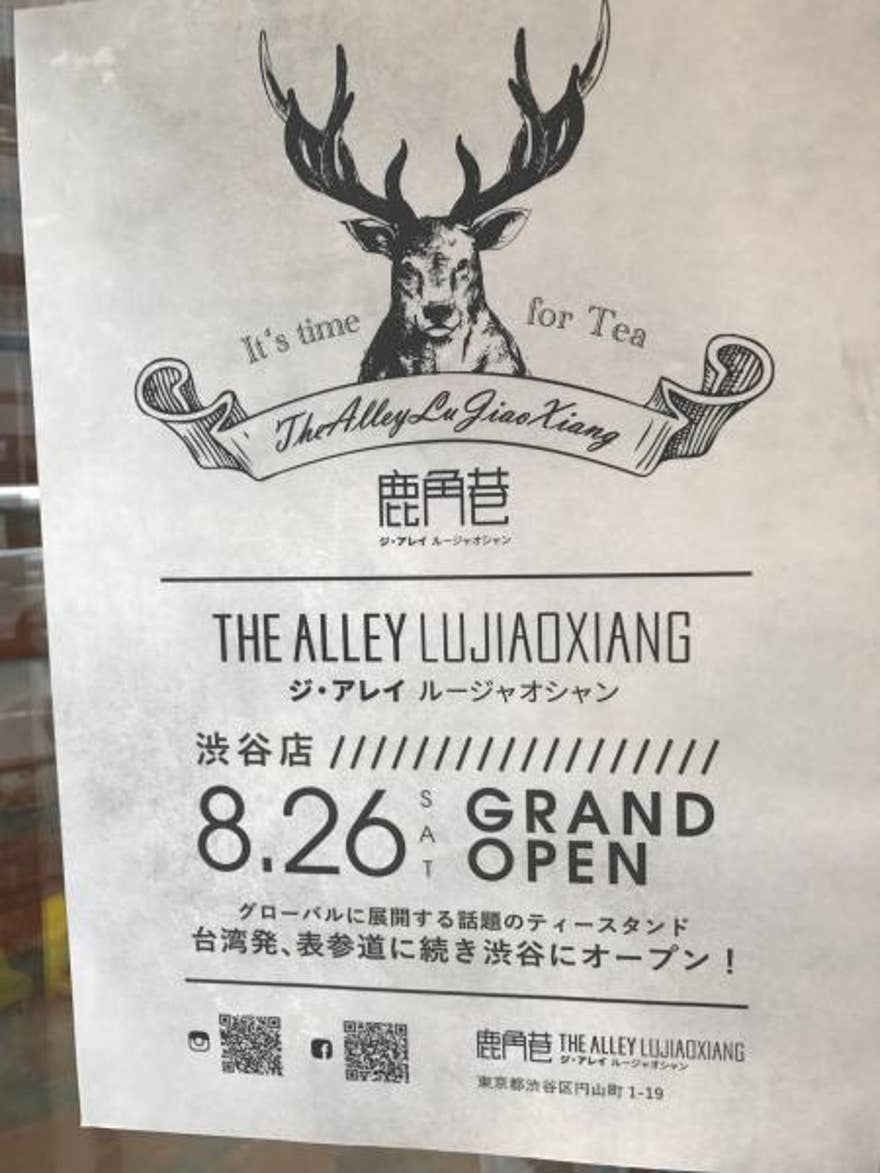 It's time for Tea
The Alley Lu Jiao Xiang
鹿角巷
ジ・アレイ ルージャオシャン
THE ALLEY LUJIAOXIANG
ジ・アレイ ルージャオシャン
渋谷店 ///////////////////
8.26 SAT GRAND OPEN
グローバルに展開する話題のティースタンド
台湾発、表参道に続き渋谷にオープン！
鹿角巷 THE ALLEY LUJIAOXIANG
ジ・アレイ ルージャオシャン
東京都渋谷区円山町 1-19